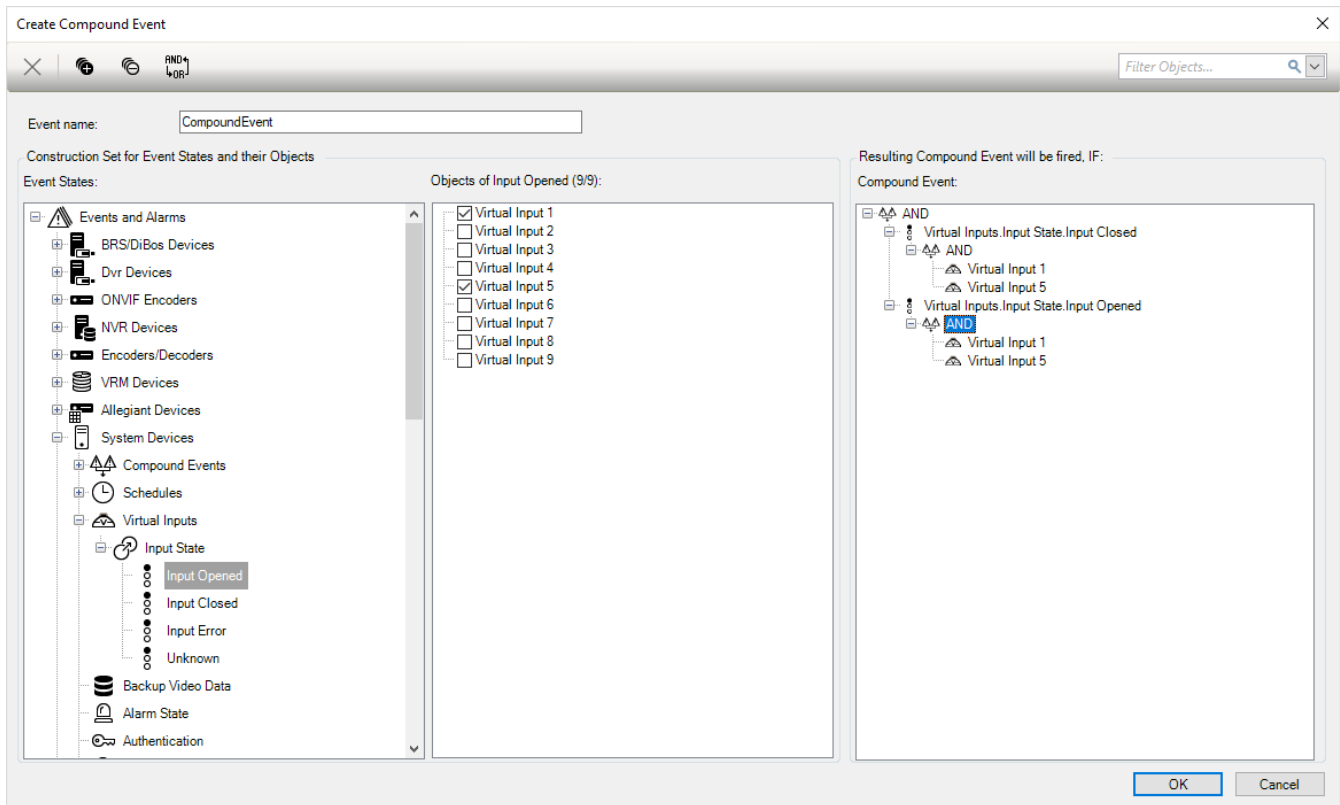 Create Compound Event
AND
OR
Filter Objects...
Event name:
CompoundEvent
Construction Set for Event States and their Objects
Event States:
Events and Alarms
BRS/DiBos Devices
Dvr Devices
ONVIF Encoders
NVR Devices
Encoders/Decoders
VRM Devices
Allegiant Devices
System Devices
Compound Events
Schedules
Virtual Inputs
Input State
Input Opened
Input Closed
Input Error
Unknown
Backup Video Data
Alarm State
Authentication
Objects of Input Opened (9/9):
Virtual Input 1
Virtual Input 2
Virtual Input 3
Virtual Input 4
Virtual Input 5
Virtual Input 6
Virtual Input 7
Virtual Input 8
Virtual Input 9
Resulting Compound Event will be fired, IF:
Compound Event:
AND
Virtual Inputs.Input State.Input Closed
AND
Virtual Input 1
Virtual Input 5
Virtual Inputs.Input State.Input Opened
AND
Virtual Input 1
Virtual Input 5
OK
Cancel